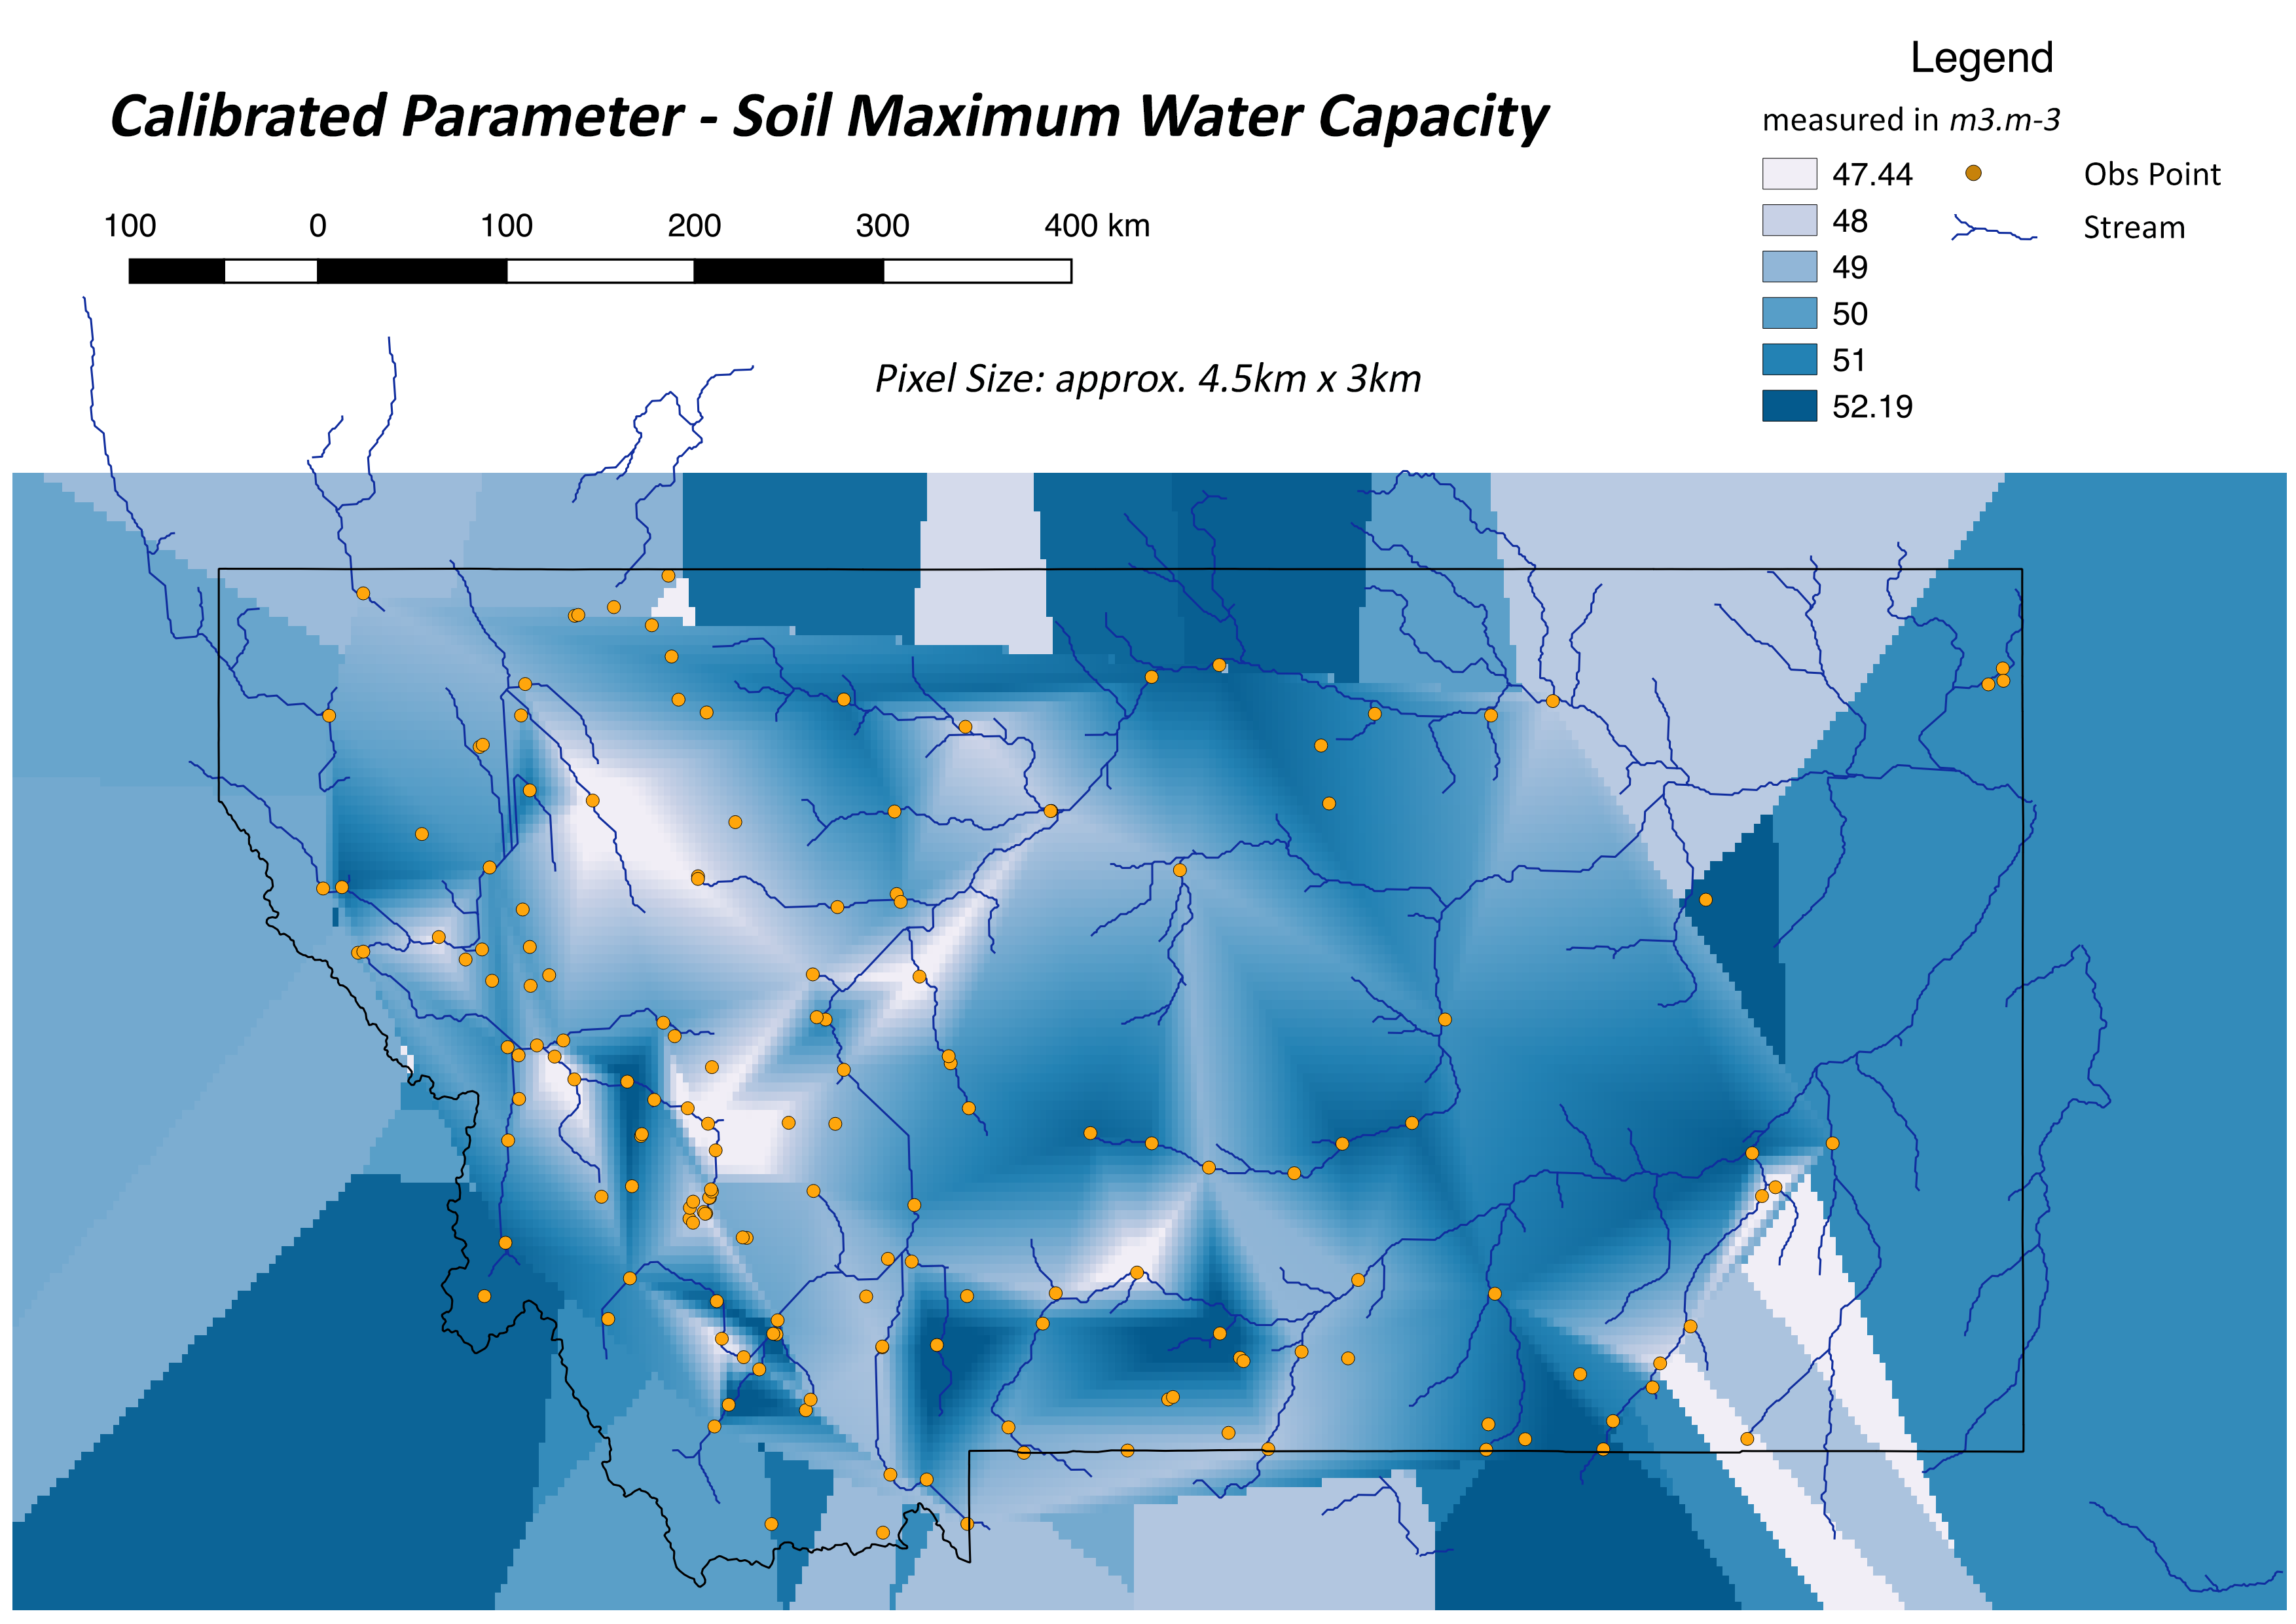 Legend
Calibrated Parameter - Soil Maximum Water Capacity
measured in m3.m-3
47.44
Obs Point
48
Stream
49
50
51
52.19
100 0 100 200 300 400 km
Pixel Size: approx. 4.5km x 3km